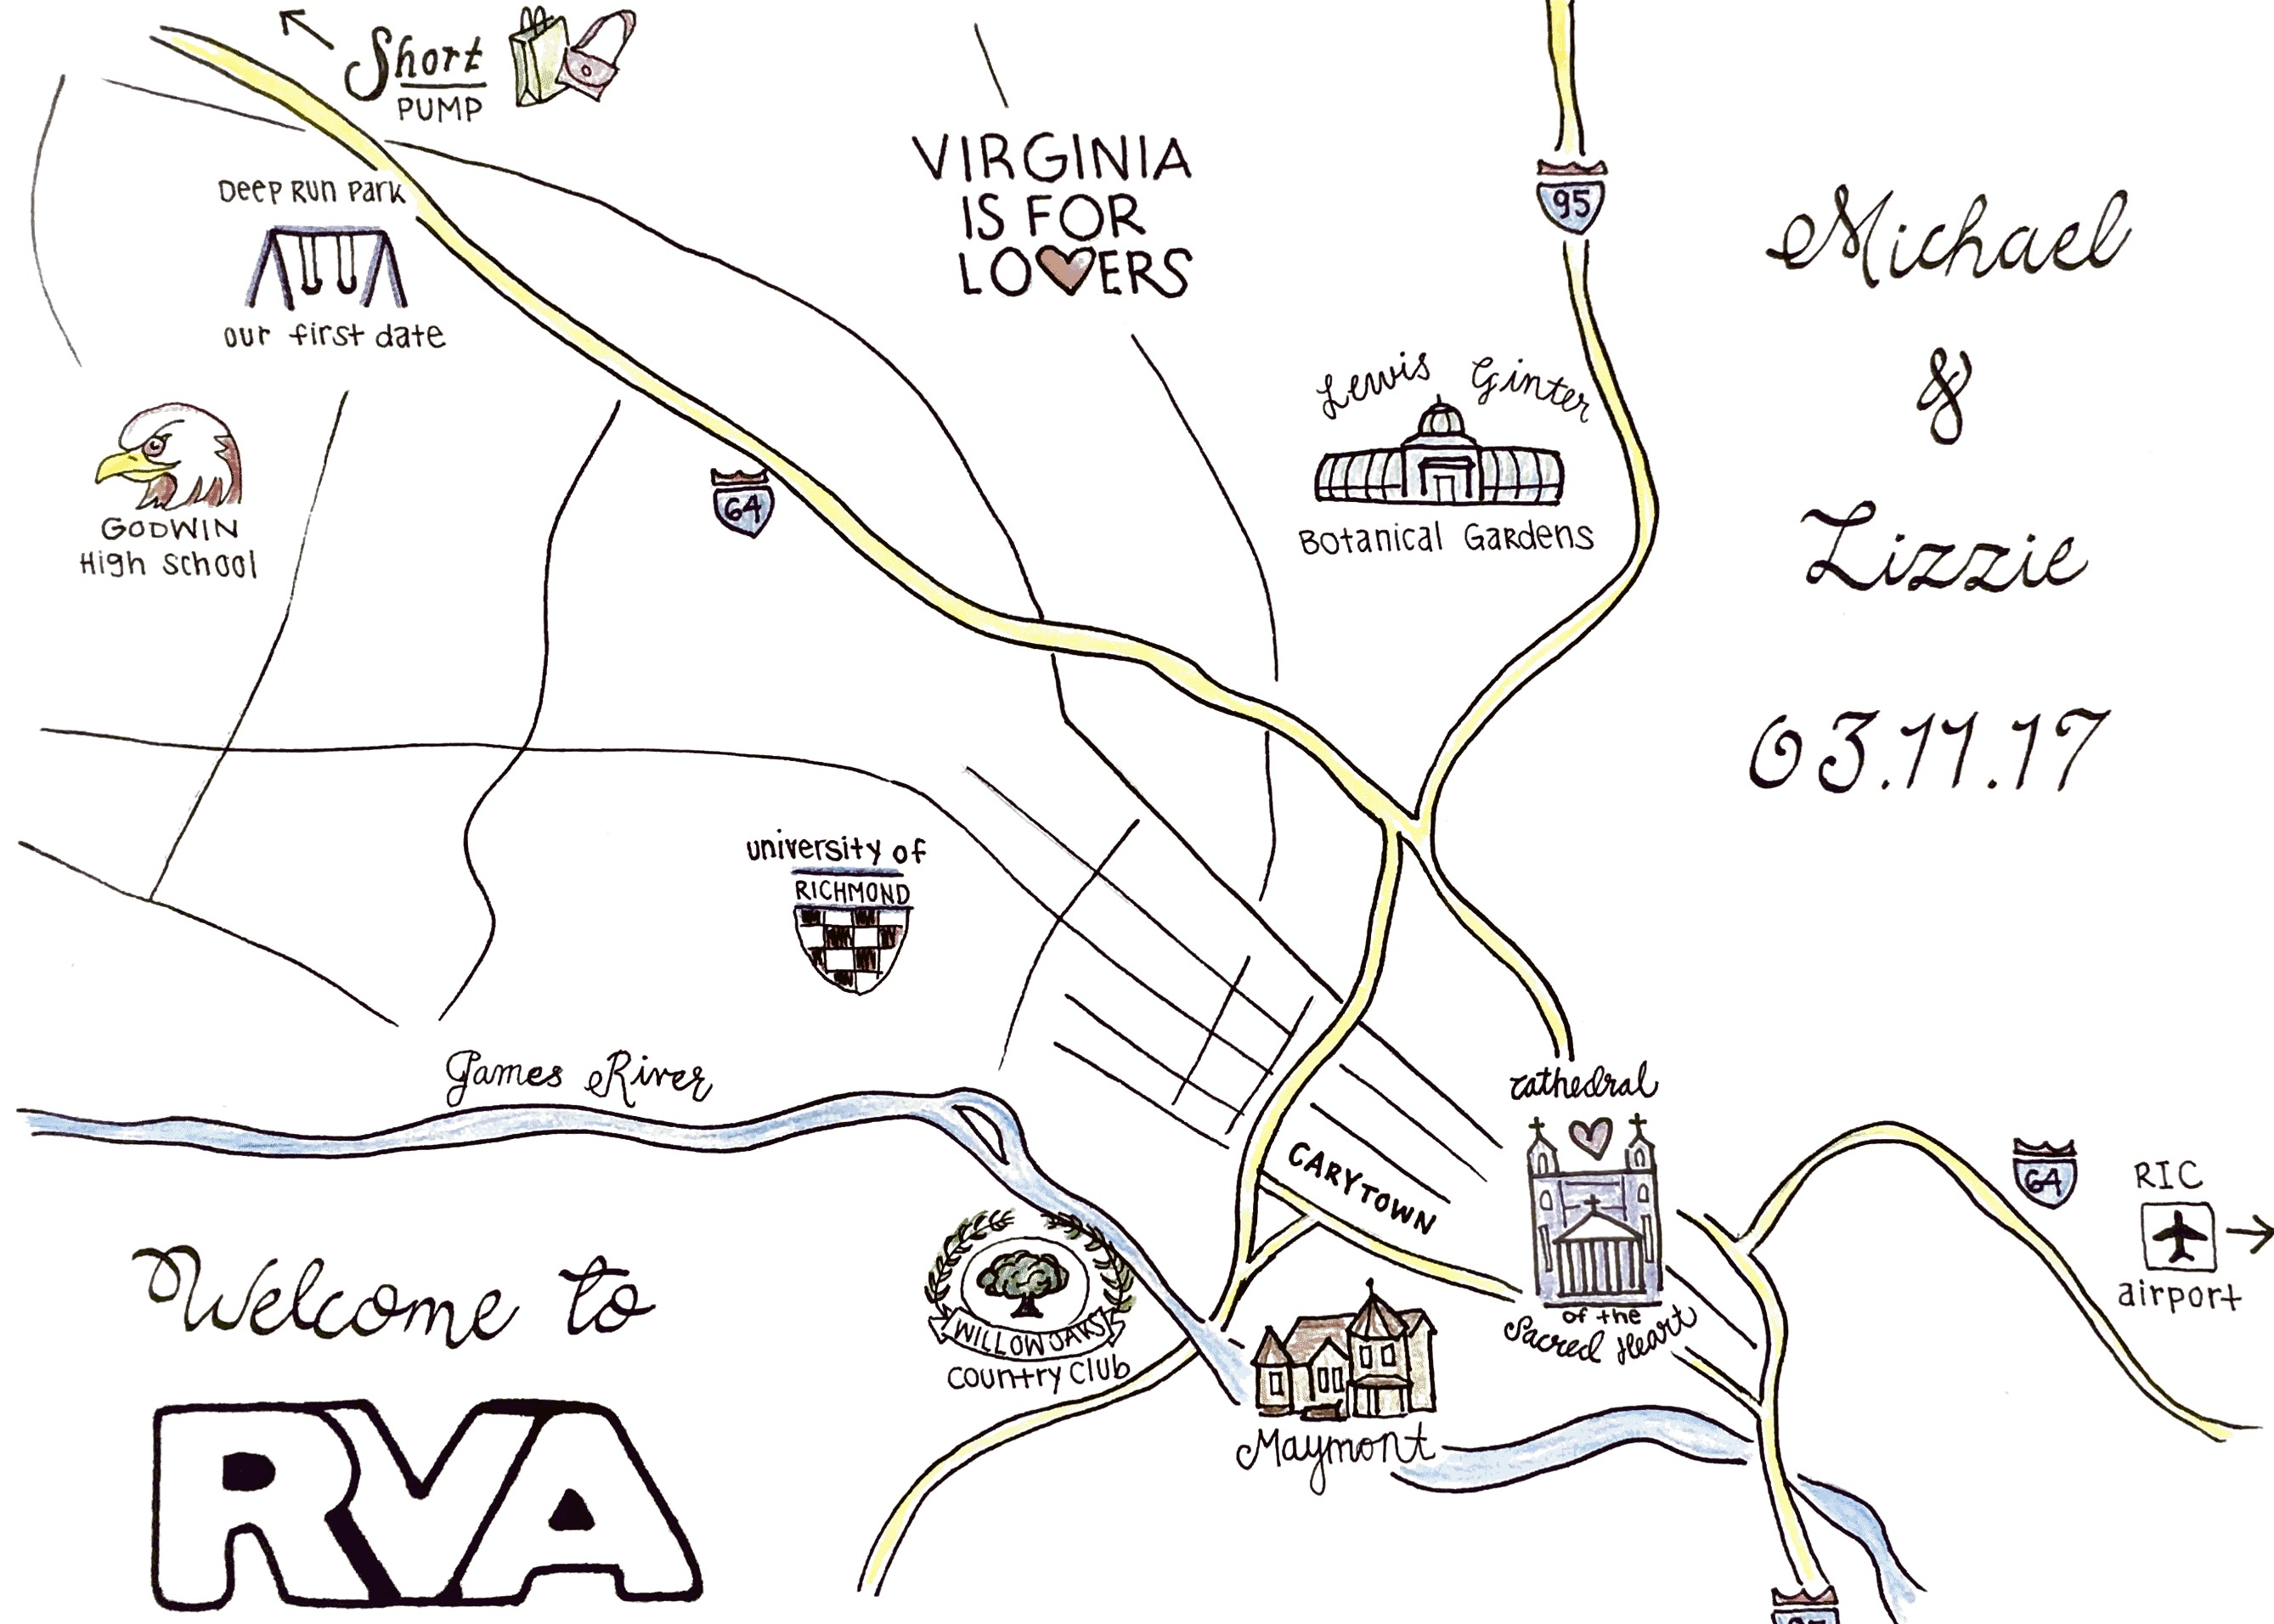 Short
PUMP
Deep Run Park
our first date
GODWIN
High School
VIRGINIA
IS FOR
LO♥ERS
95
64
Lewis Ginter
Botanical Gardens
Michael
&
Lizzie
03.11.17
university of
RICHMOND
James River
CARYTOWN
cathedral
of the
Sacred Heart
64
RIC
airport
WILLOW OAKS
country club
Maymont
Welcome to
RVA